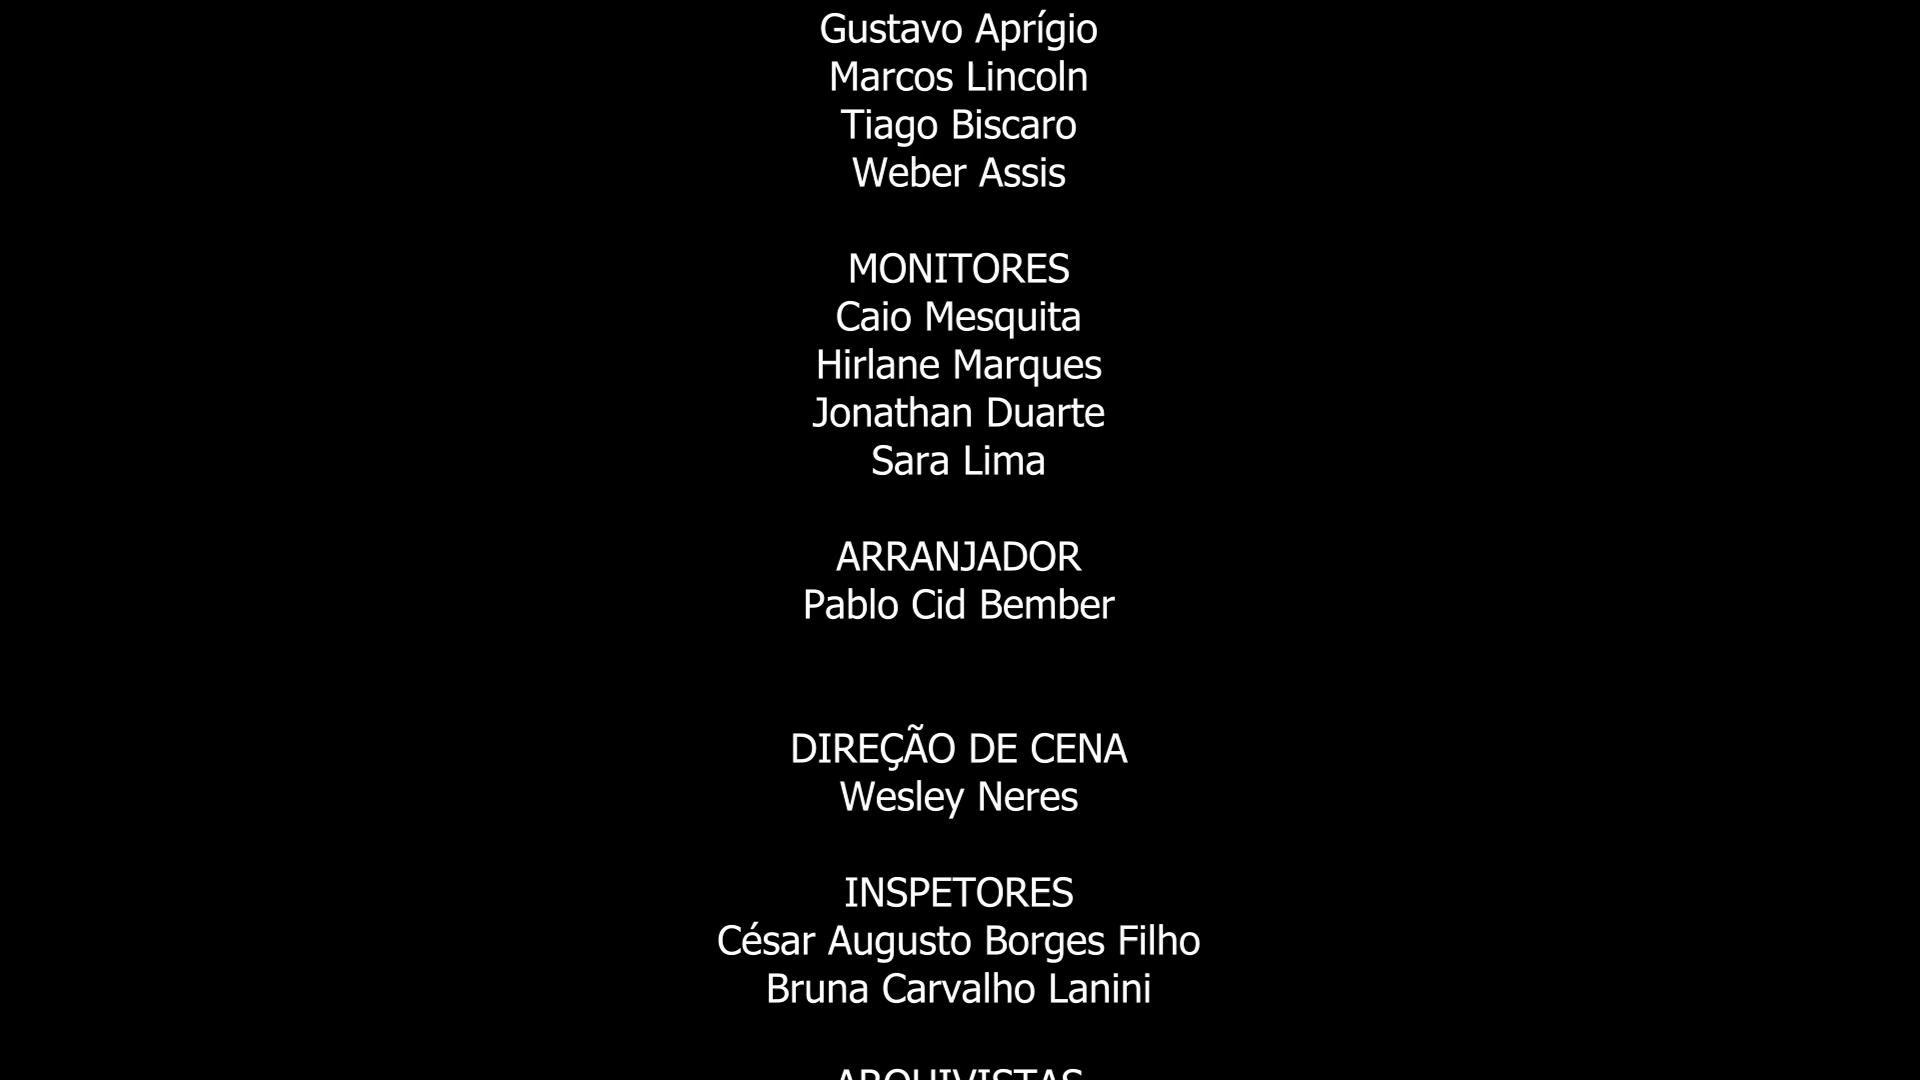 Gustavo Aprígio
Marcos Lincoln
Tiago Biscaro
Weber Assis
MONITORES
Caio Mesquita
Hirlane Marques
Jonathan Duarte
Sara Lima
ARRANJADOR
Pablo Cid Bember
DIREÇÃO DE CENA
Wesley Neres
INSPETORES
César Augusto Borges Filho
Bruna Carvalho Lanini
ARQUIVISTAS